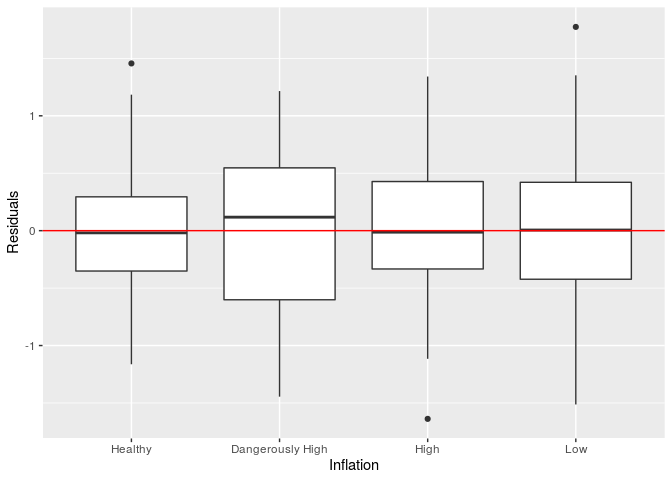 Residuals
1
0
-1
Healthy
Dangerously High
High
Low
Inflation